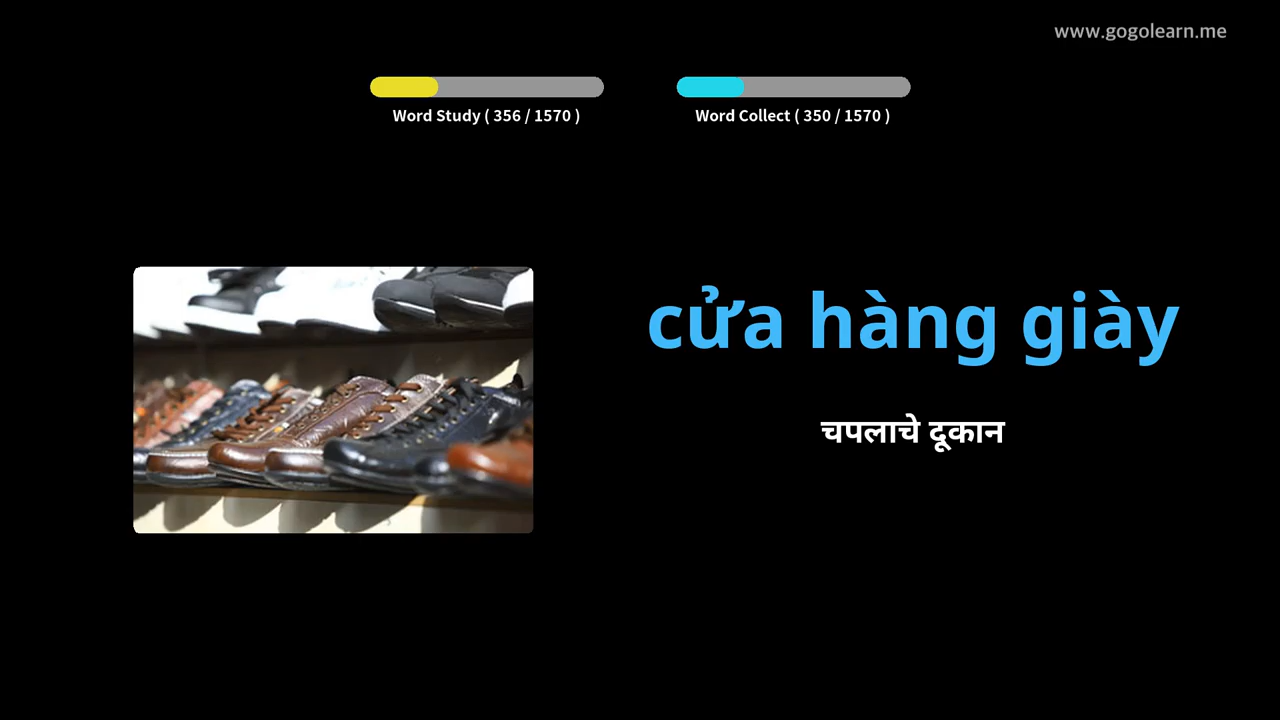 www.gogolearn.me
Word Study ( 356 / 1570 )
Word Collect ( 350 / 1570 )
cửa hàng giày
चपलाचे दूकान